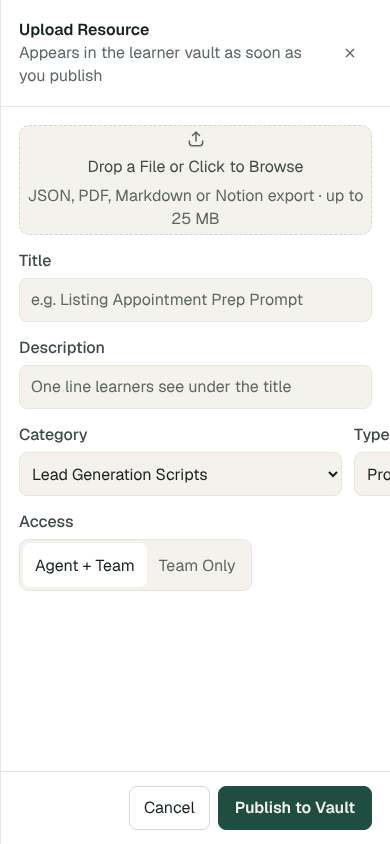 Upload Resource
Appears in the learner vault as soon as
you publish
Drop a File or Click to Browse
JSON, PDF, Markdown or Notion export · up to
25 MB
Title
e.g. Listing Appointment Prep Prompt
Description
One line learners see under the title
Category
Type
Lead Generation Scripts
Pro
Access
Agent + Team
Team Only
Cancel
Publish to Vault